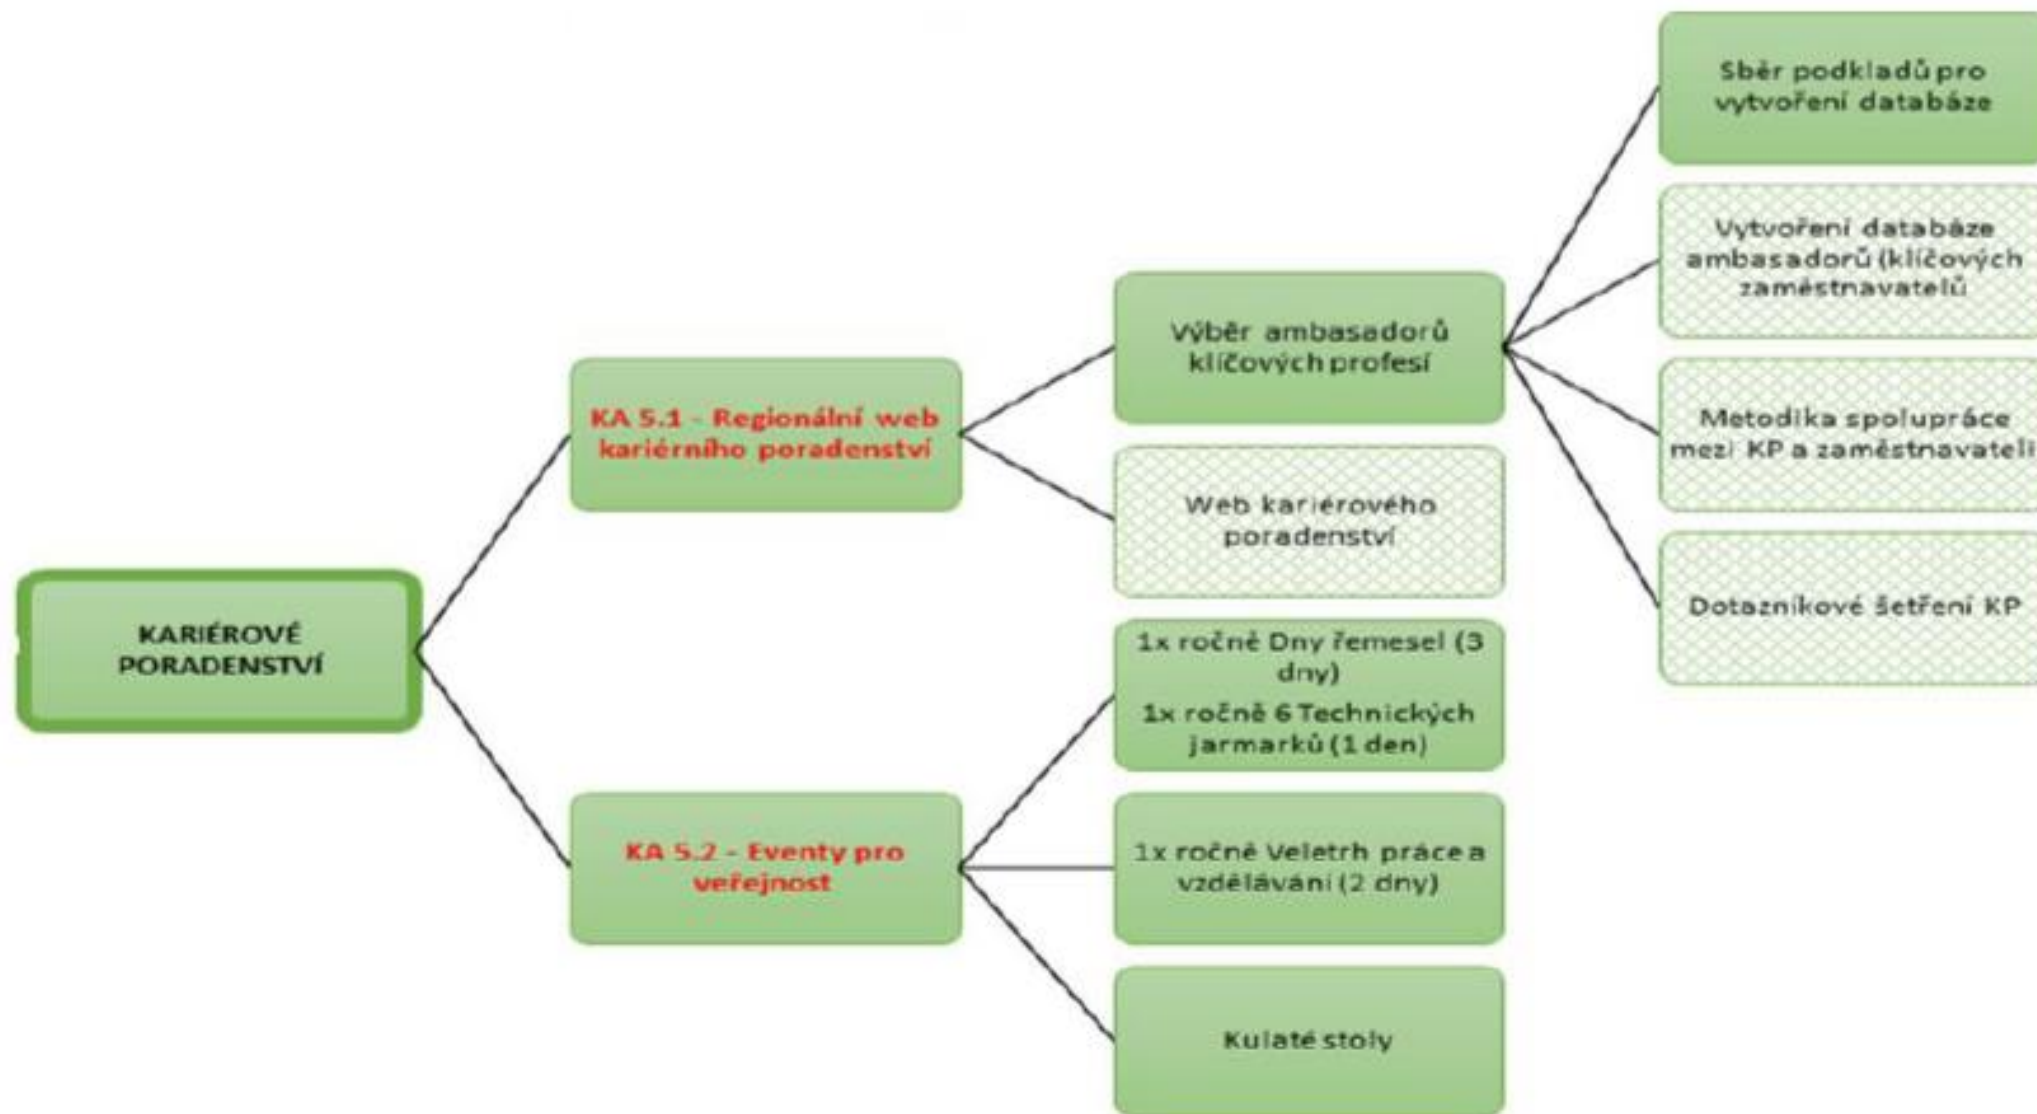 KARIÉROVÉ
PORADENSTVÍ
KA 5.1 - Regionální web
kariérního poradenství
Výběr ambasadorů
klíčových profesí
Sběr podkladů pro
vytvoření databáze
Vytvoření databáze
ambasadorů (klíčových
zaměstnavatelů
Metodika spolupráce
mezi KP a zaměstnavateli
Dotazníkové šetření KP
Web kariérového
poradenství
KA 5.2 - Eventy pro
veřejnost
1x ročně Dny řemesel (3
dny)
1x ročně 6 Technických
jarmarků (1 den)
1x ročně Veletrh práce a
vzdělávání (2 dny)
Kulaté stoly